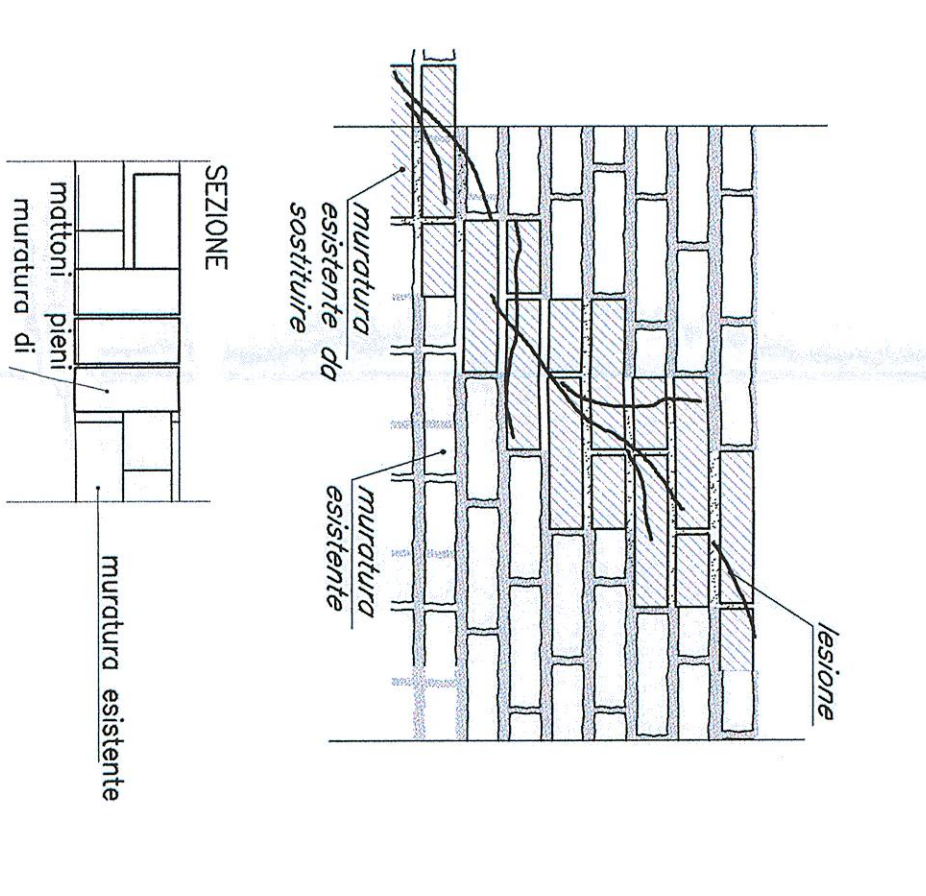 lesione
muratura
esistente
muratura
esistente da
sostituire
SEZIONE
muratura esistente
mattoni pieni
muratura di